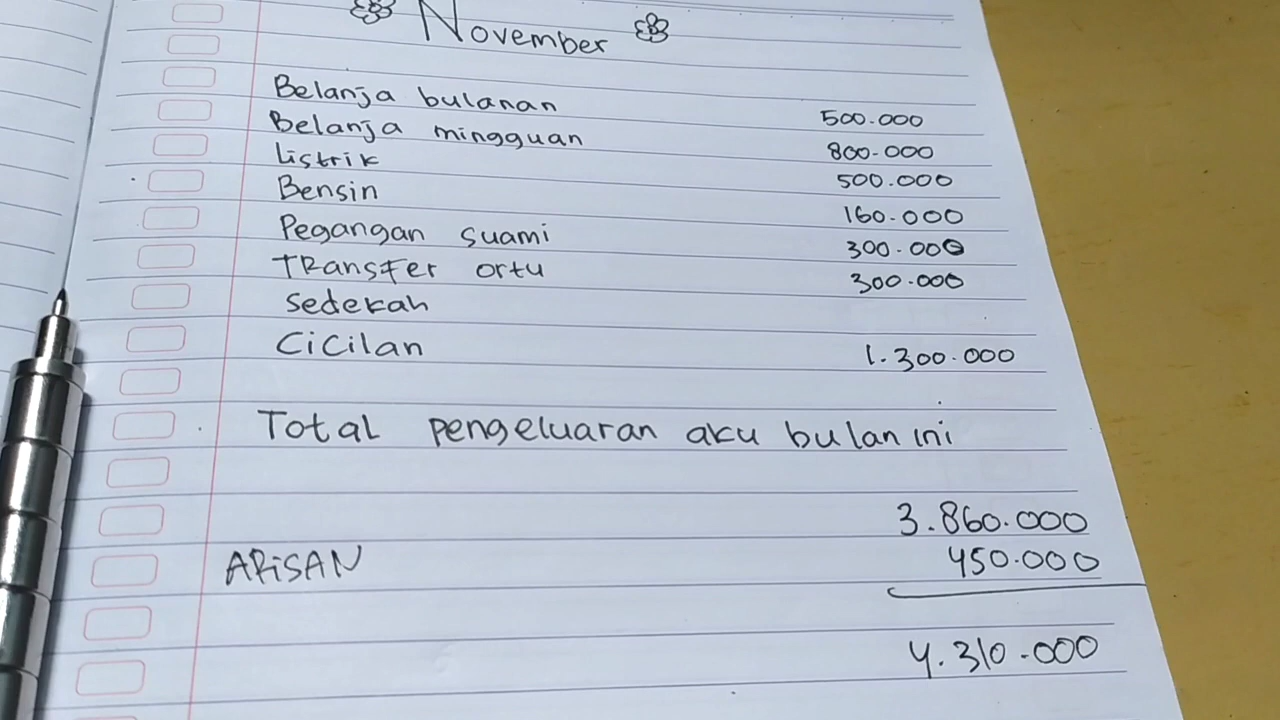 November
Belanja bulanan 500.000
Belanja mingguan 800.000
Listrik 500.000
Bensin 160.000
Pegangan suami 300.000
TRansfer ortu 300.000
Sedekah
Cicilan 1.300.000
Total pengeluaran aku bulan ini
3.860.000
ARiSAN 450.000
4.310.000